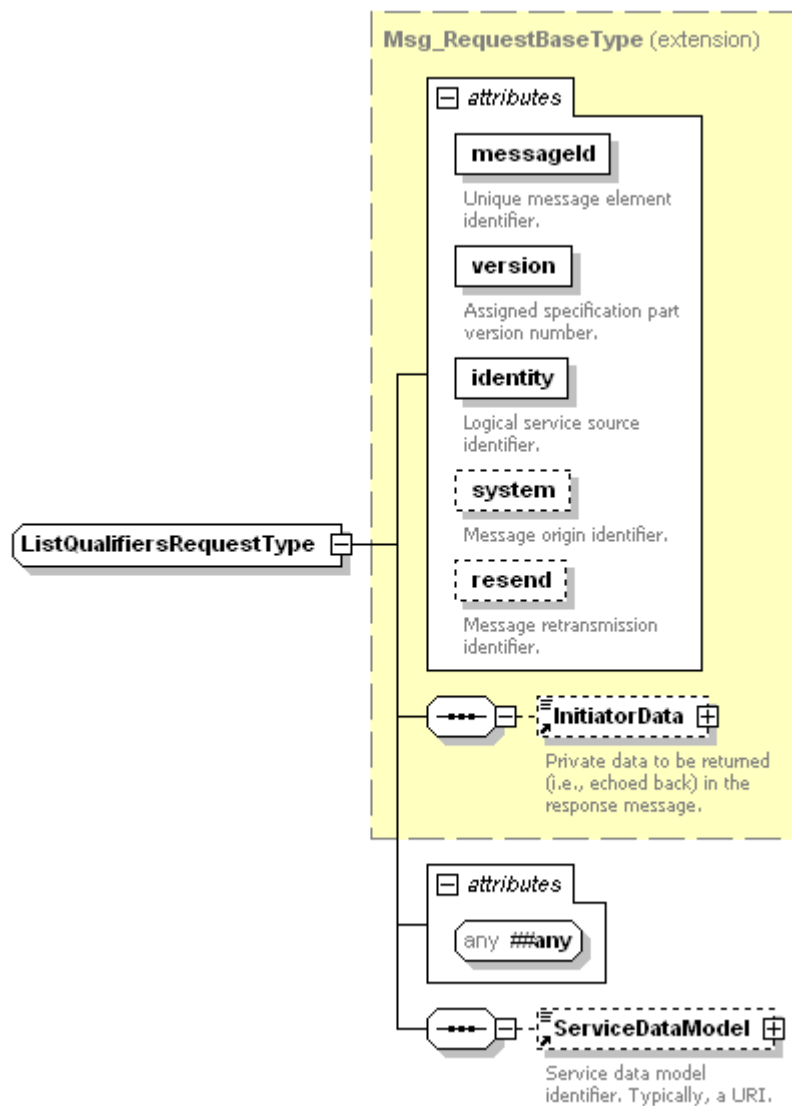 Msg_RequestBaseType (extension)
attributes
messageId
Unique message element
identifier.
version
Assigned specification part
version number.
identity
Logical service source
identifier.
system
Message origin identifier.
resend
Message retransmission
identifier.
ListQualifiersRequestType
InitiatorData
Private data to be returned
(i.e., echoed back) in the
response message.
attributes
any ##any
ServiceDataModel
Service data model
identifier. Typically, a URI.